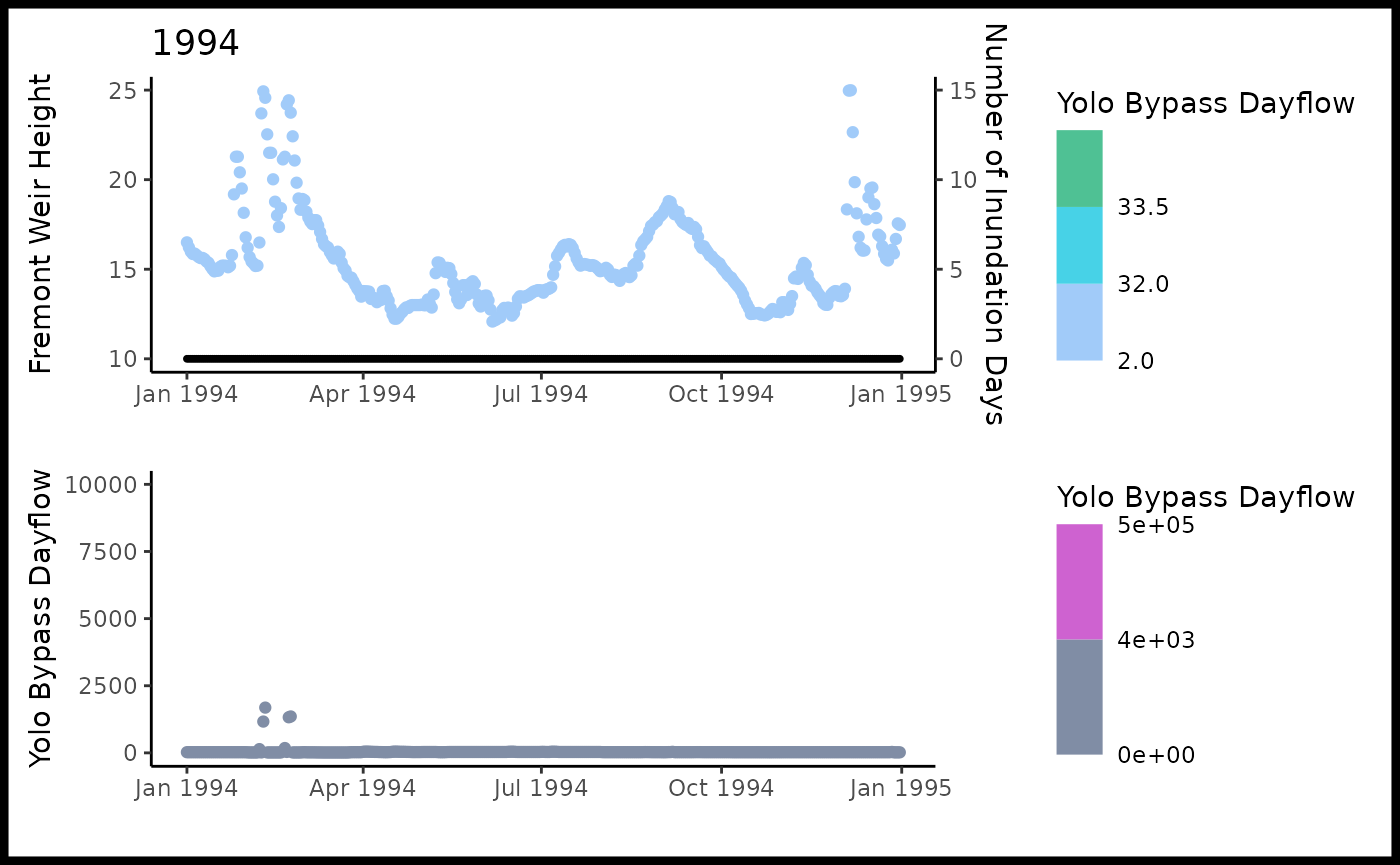 1994
Fremont Weir Height
25
20
15
10
15
10
5
0
Number of Inundation Days
Jan 1994 Apr 1994 Jul 1994 Oct 1994 Jan 1995
Yolo Bypass Dayflow
33.5
32.0
2.0
Yolo Bypass Dayflow
10000
7500
5000
2500
0
Jan 1994 Apr 1994 Jul 1994 Oct 1994 Jan 1995
Yolo Bypass Dayflow
5e+05
4e+03
0e+00